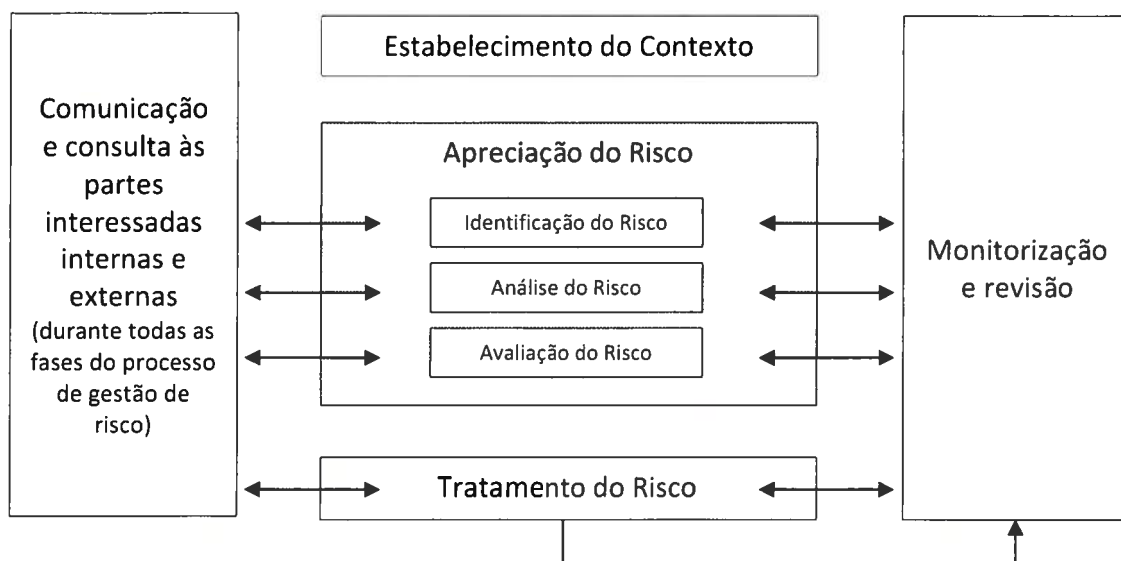 Comunicação
e consulta às
partes
interessadas
internas e
externas
(durante todas as
fases do processo
de gestão de
risco)
Estabelecimento do Contexto
Apreciação do Risco
Identificação do Risco
Análise do Risco
Avaliação do Risco
Tratamento do Risco
Monitorização
e revisão